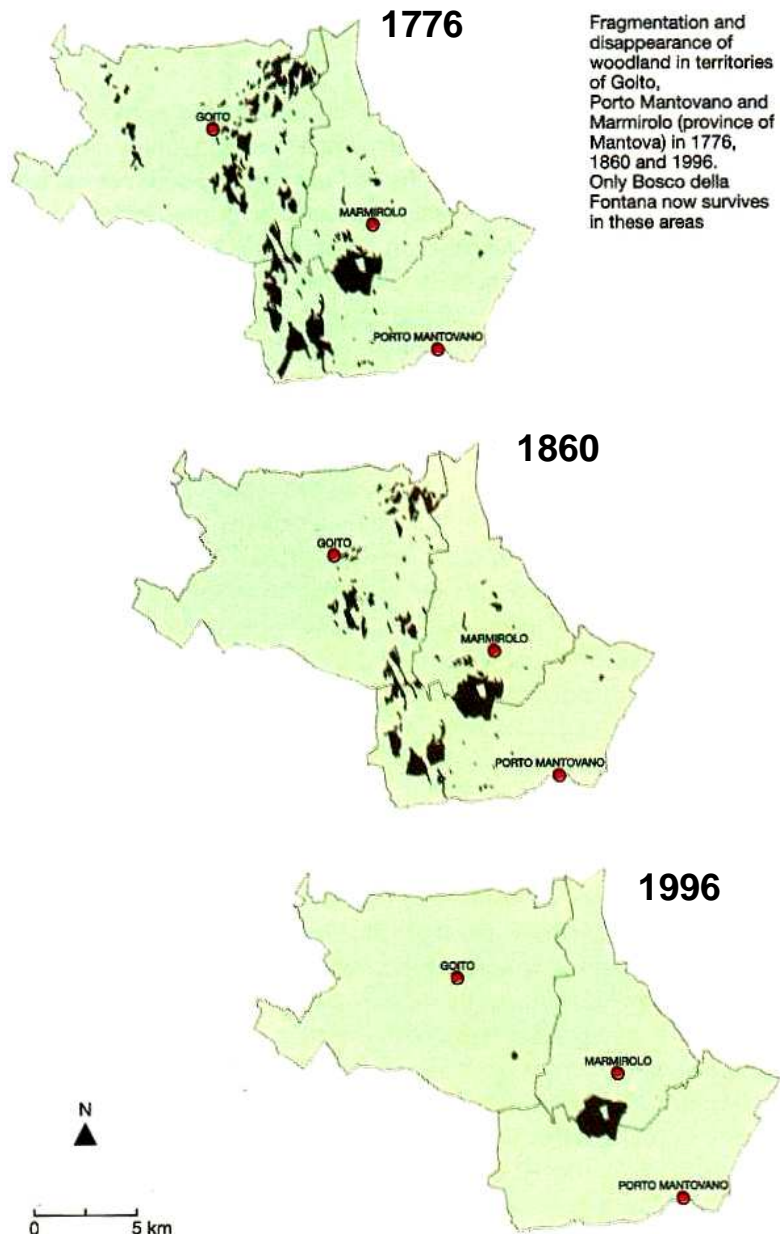 1776
Fragmentation and
disappearance of
woodland in territories
of Goito,
Porto Mantovano and
Marmirolo (province of
Mantova) in 1776,
1860 and 1996.
Only Bosco della
Fontana now survives
in these areas
GOITO
MARMIROLO
PORTO MANTOVANO
1860
GOITO
MARMIROLO
PORTO MANTOVANO
1996
GOITO
MARMIROLO
PORTO MANTOVANO
N
0 5 km